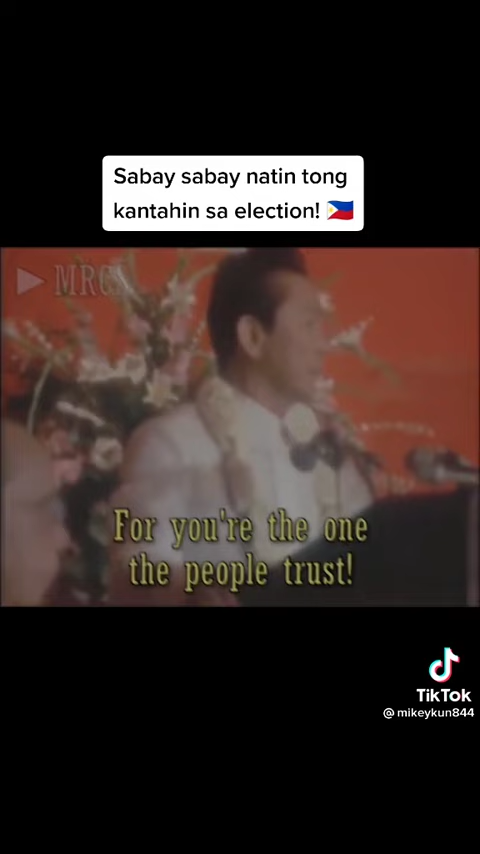 Sabay sabay natin tong
kantahin sa election! 🇵🇭
MRC
For you're the one
the people trust!
TikTok
@mikeykun844